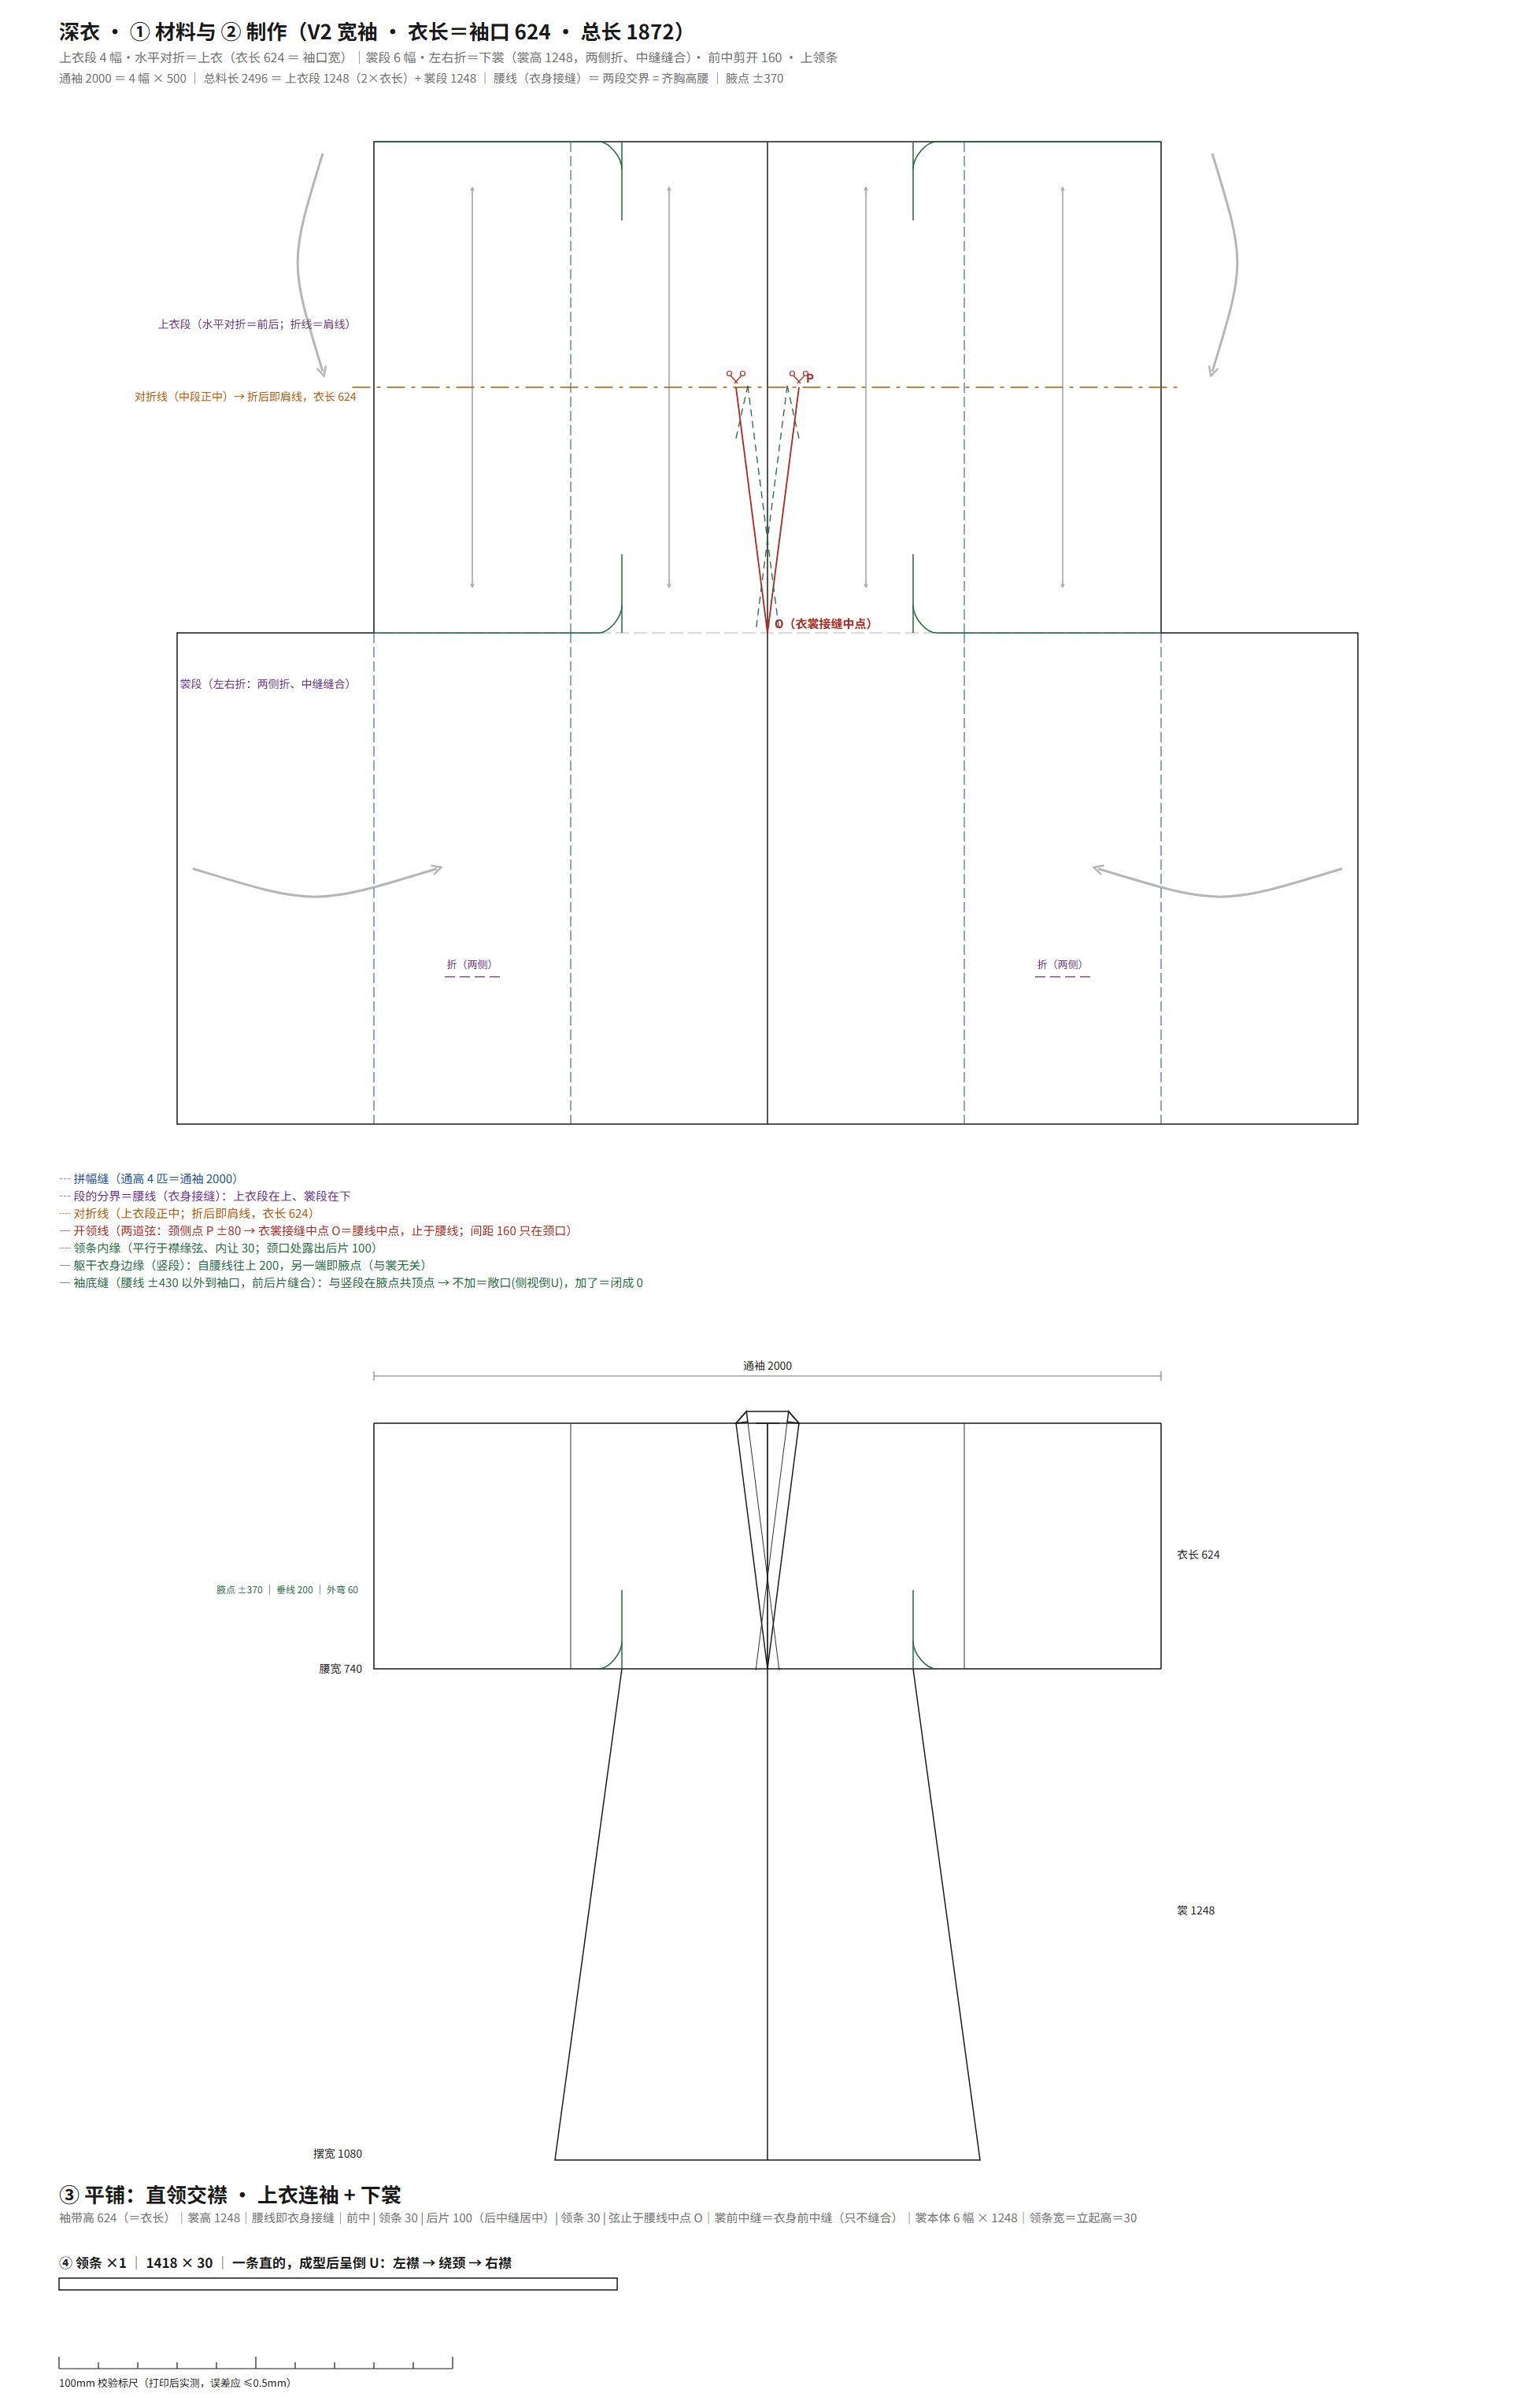 深衣 · ① 材料与 ② 制作（V2 宽袖 · 衣长＝袖口 624 · 总长 1872）
上衣段 4 幅·水平对折＝上衣（衣长 624 ＝ 袖口宽）｜裳段 6 幅·左右折＝下裳（裳高 1248，两侧折、中缝缝合）· 前中剪开 160 · 上领条
通袖 2000 ＝ 4 幅 × 500 ｜ 总料长 2496 ＝ 上衣段 1248（2×衣长）+ 裳段 1248 ｜ 腰线（衣身接缝）＝ 两段交界 = 齐胸高腰 ｜ 腋点 ±370
上衣段（水平对折＝前后；折线＝肩线）
P
对折线（中段正中）→ 折后即肩线，衣长 624
O（衣裳接缝中点）
裳段（左右折：两侧折、中缝缝合）
折（两侧）
折（两侧）
--- 拼幅缝（通高 4 匹＝通袖 2000）
--- 段的分界＝腰线（衣身接缝）：上衣段在上、裳段在下
--- 对折线（上衣段正中；折后即肩线，衣长 624）
— 开领线（两道弦：颈侧点 P ±80 → 衣裳接缝中点 O＝腰线中点，止于腰线；间距 160 只在颈口）
--- 领条内缘（平行于襟缘弦、内让 30；颈口处露出后片 100）
— 躯干衣身边缘（竖段）：自腰线往上 200，另一端即腋点（与裳无关）
— 袖底缝（腰线 ±430 以外到袖口，前后片缝合）：与竖段在腋点共顶点 → 不加＝敞口(侧视倒U)，加了＝闭成 0
通袖 2000
衣长 624
腋点 ±370 ｜ 垂线 200 ｜ 外弯 60
腰宽 740
裳 1248
摆宽 1080
③ 平铺：直领交襟 · 上衣连袖 + 下裳
袖带高 624（＝衣长）｜裳高 1248｜腰线即衣身接缝｜前中 | 领条 30 | 后片 100（后中缝居中）| 领条 30 | 弦止于腰线中点 O｜裳前中缝＝衣身前中缝（只不缝合）｜裳本体 6 幅 × 1248｜领条宽＝立起高＝30
④ 领条 ×1 ｜ 1418 × 30 ｜ 一条直的，成型后呈倒 U：左襟 → 绕颈 → 右襟
100mm 校验标尺（打印后实测，误差应 ≤0.5mm）